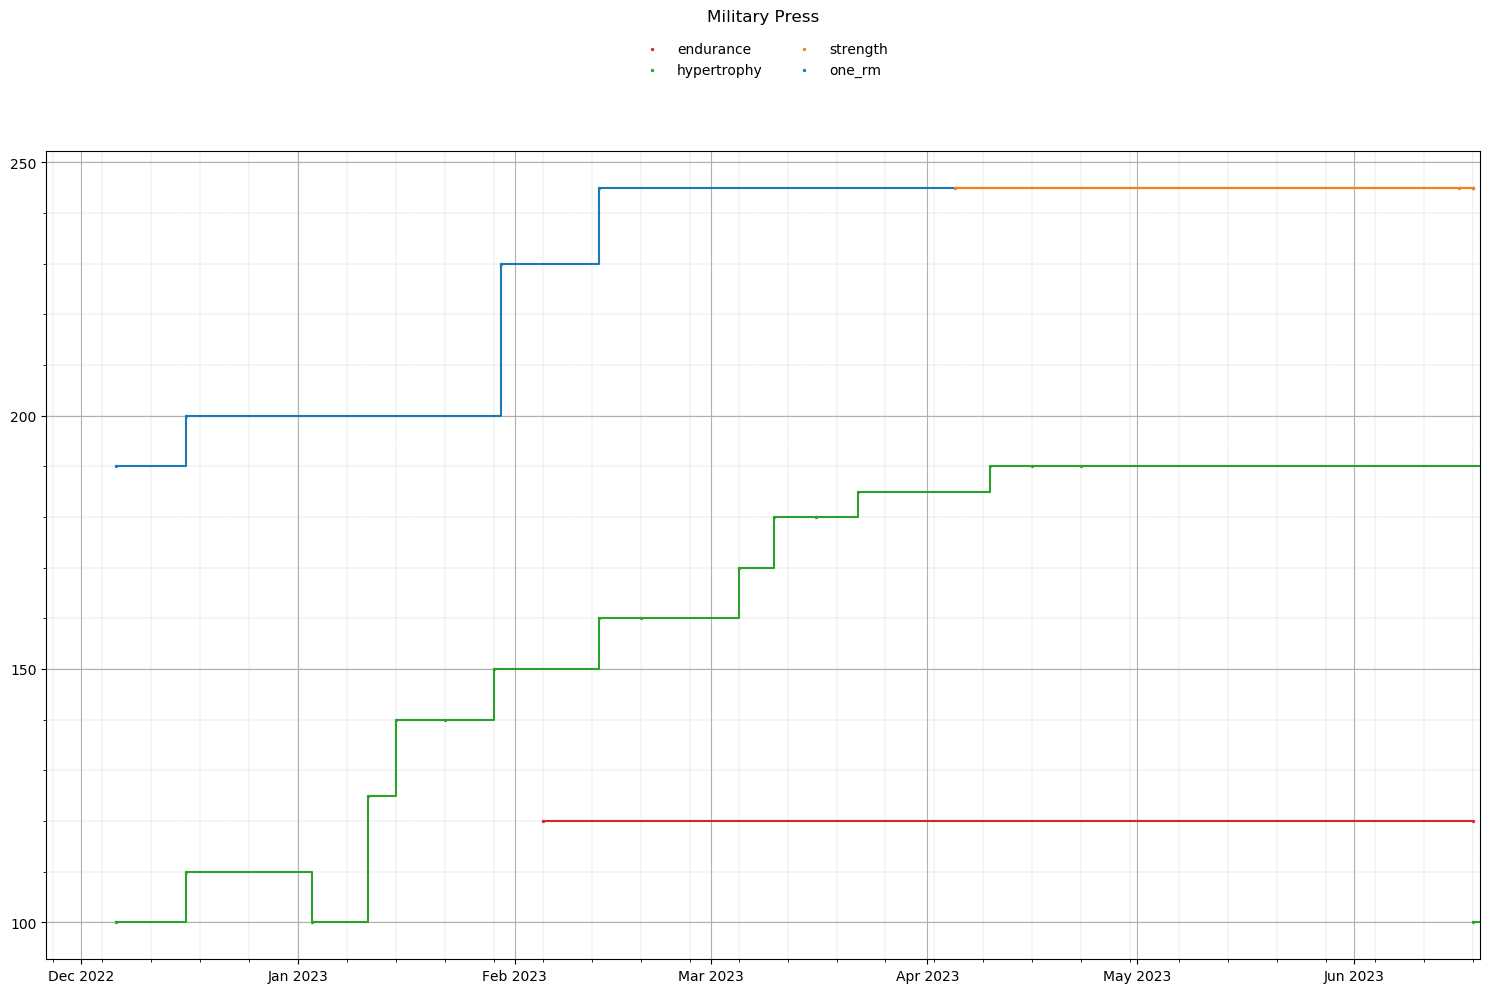 Military Press
endurance strength
hypertrophy one_rm
250
200
150
100
Dec 2022 Jan 2023 Feb 2023 Mar 2023 Apr 2023 May 2023 Jun 2023